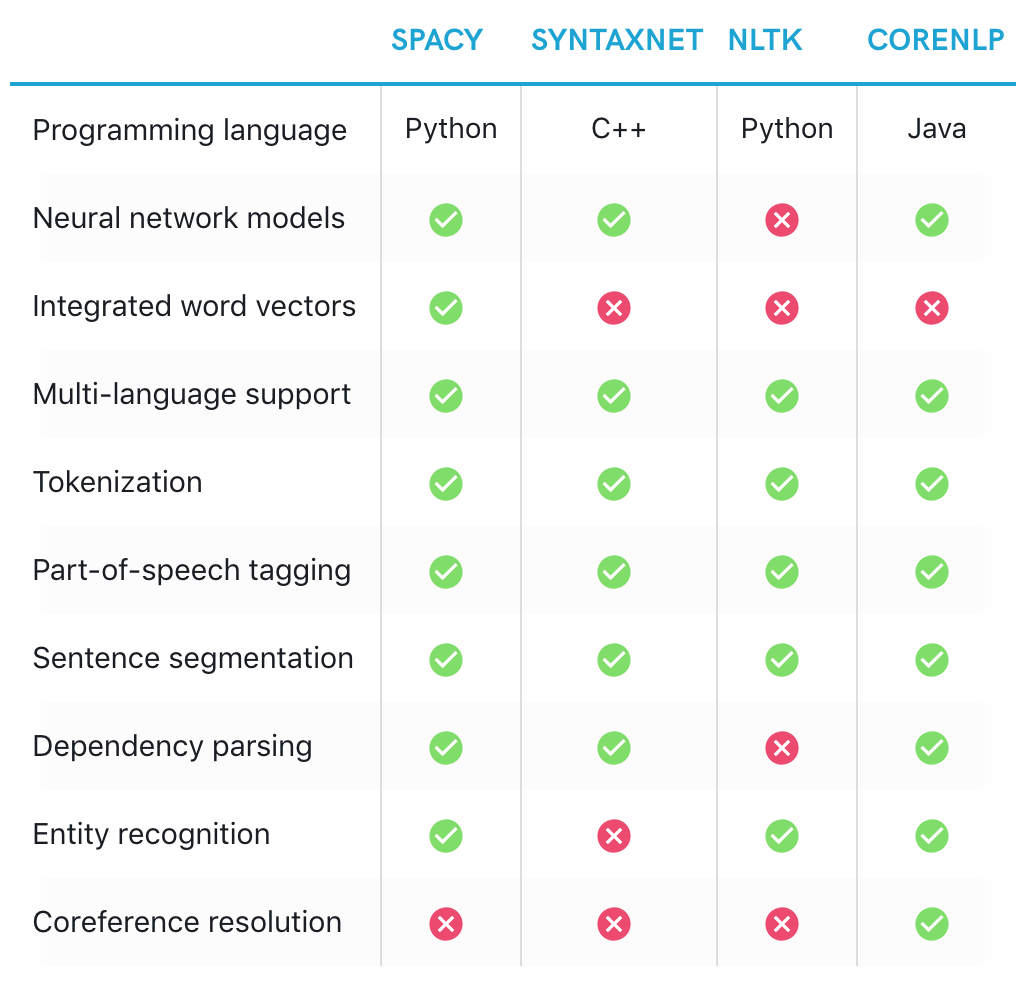 SPACY SYNTAXNET NLTK CORENLP
Programming language Python C++ Python Java
Neural network models
Integrated word vectors
Multi-language support
Tokenization
Part-of-speech tagging
Sentence segmentation
Dependency parsing
Entity recognition
Coreference resolution